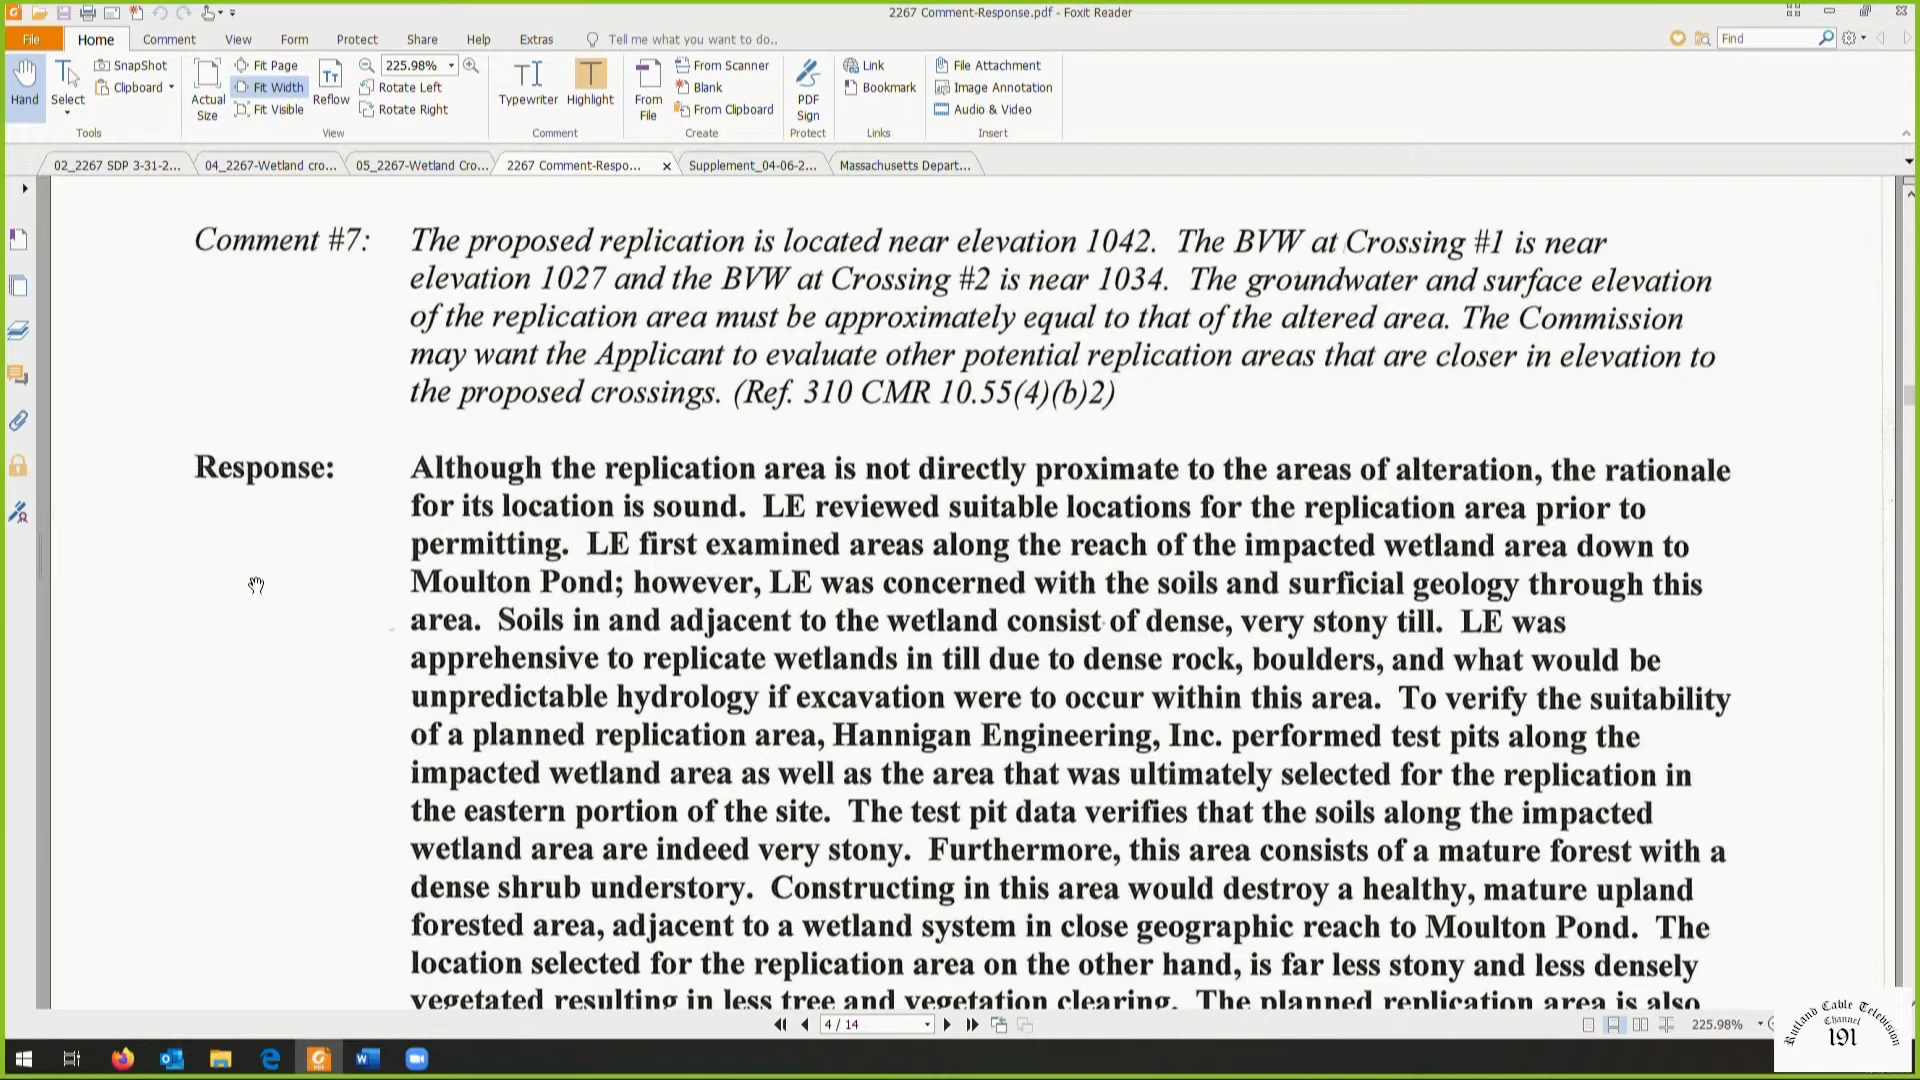 2267 Comment-Response.pdf - Foxit Reader
File Home Comment View Form Protect Share Help Extras Tell me what you want to do.. Find
Hand
Select
SnapShot
Clipboard
Tools
Actual Size
Fit Page
Fit Width
Fit Visible
Reflow
225.98%
Rotate Left
Rotate Right
View
Typewriter
Highlight
Comment
From File
From Scanner
Blank
From Clipboard
Create
PDF Sign
Protect
Link
Bookmark
Links
File Attachment
Image Annotation
Audio & Video
Insert
02_2267 SDP 3-31-2... 04_2267-Wetland cro... 05_2267-Wetland Cro... 2267 Comment-Respo... Supplement_04-06-2... Massachusetts Depart...
Comment #7: The proposed replication is located near elevation 1042. The BVW at Crossing #1 is near
elevation 1027 and the BVW at Crossing #2 is near 1034. The groundwater and surface elevation
of the replication area must be approximately equal to that of the altered area. The Commission
may want the Applicant to evaluate other potential replication areas that are closer in elevation to
the proposed crossings. (Ref. 310 CMR 10.55(4)(b)2)
Response: Although the replication area is not directly proximate to the areas of alteration, the rationale
for its location is sound. LE reviewed suitable locations for the replication area prior to
permitting. LE first examined areas along the reach of the impacted wetland area down to
Moulton Pond; however, LE was concerned with the soils and surficial geology through this
area. Soils in and adjacent to the wetland consist of dense, very stony till. LE was
apprehensive to replicate wetlands in till due to dense rock, boulders, and what would be
unpredictable hydrology if excavation were to occur within this area. To verify the suitability
of a planned replication area, Hannigan Engineering, Inc. performed test pits along the
impacted wetland area as well as the area that was ultimately selected for the replication in
the eastern portion of the site. The test pit data verifies that the soils along the impacted
wetland area are indeed very stony. Furthermore, this area consists of a mature forest with a
dense shrub understory. Constructing in this area would destroy a healthy, mature upland
forested area, adjacent to a wetland system in close geographic reach to Moulton Pond. The
location selected for the replication area on the other hand, is far less stony and less densely
vegetated resulting in less tree and vegetation clearing. The planned replication area is also
4 / 14
225.98%
Rutland Cable Television
Channel
191